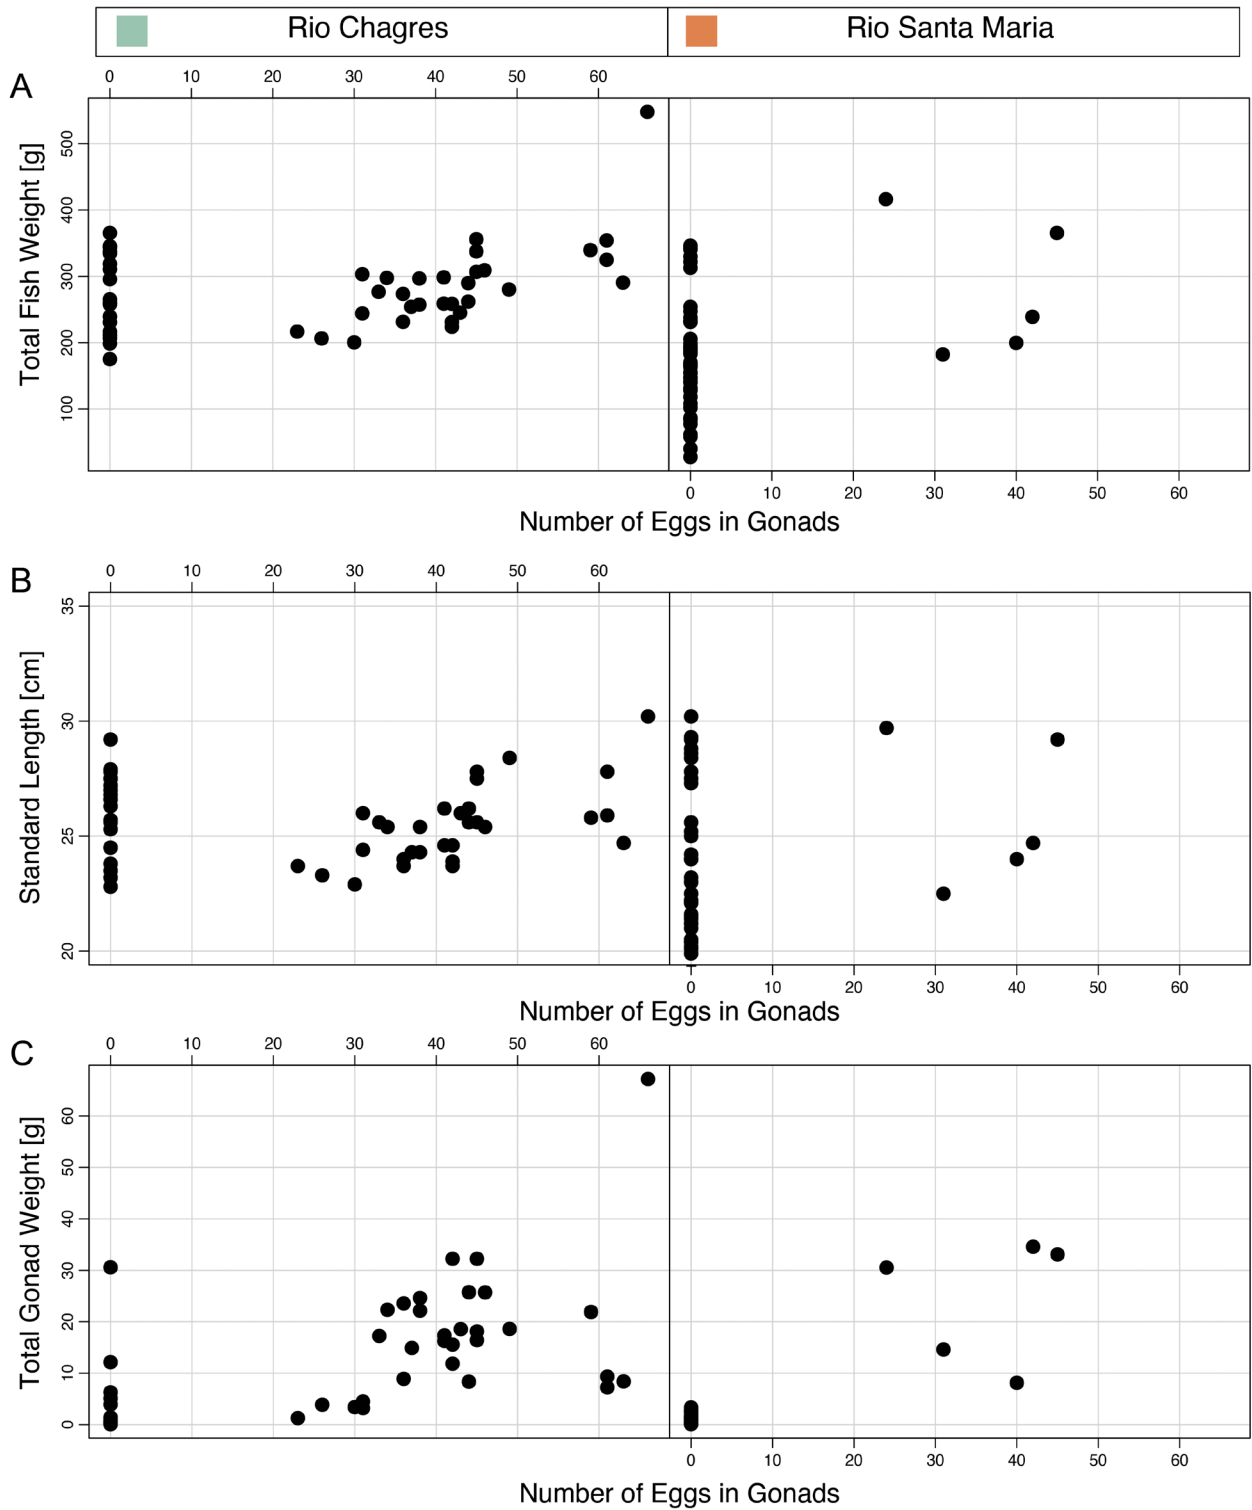 Rio Chagres Rio Santa Maria
A
0 10 20 30 40 50 60
Total Fish Weight [g]
500
400
300
200
100
0 10 20 30 40 50 60
Number of Eggs in Gonads
B
0 10 20 30 40 50 60
Standard Length [cm]
35
30
25
20
0 10 20 30 40 50 60
Number of Eggs in Gonads
C
0 10 20 30 40 50 60
Total Gonad Weight [g]
60
50
40
30
20
10
0
0 10 20 30 40 50 60
Number of Eggs in Gonads